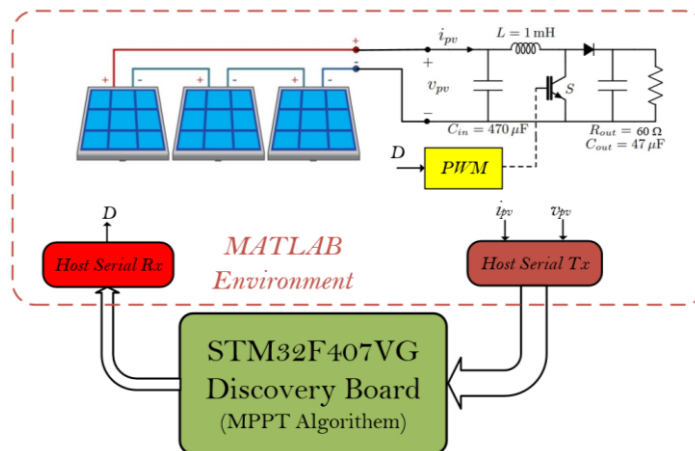 L = 1 mH
i_pv
+
+
-
+
-
+
-
+
-
v_pv
S
−
C_in = 470 μF
R_out = 60 Ω
C_out = 47 μF
D
PWM
D
i_pv
v_pv
MATLAB
Environment
Host Serial Rx
Host Serial Tx
STM32F407VG
Discovery Board
(MPPT Algorithem)